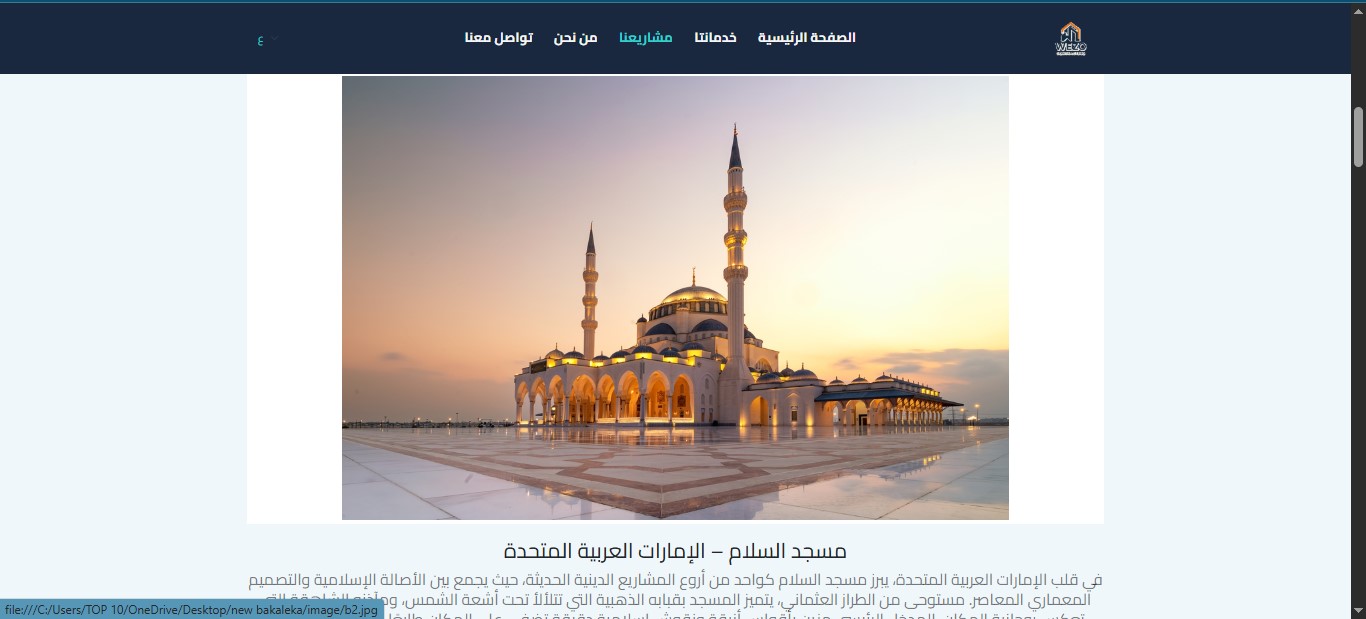 WEZO
الصفحة الرئيسية
خدماتنا
مشاريعنا
من نحن
تواصل معنا
ع
مسجد السلام – الإمارات العربية المتحدة
في قلب الإمارات العربية المتحدة، يبرز مسجد السلام كواحد من أروع المشاريع الدينية الحديثة، حيث يجمع بين الأصالة الإسلامية والتصميم
المعماري المعاصر. مستوحى من الطراز العثماني، يتميز المسجد بقبابه الذهبية التي تتلألأ تحت أشعة الشمس،
file:///C:/Users/TOP 10/OneDrive/Desktop/new bakaleka/image/b2.jpg